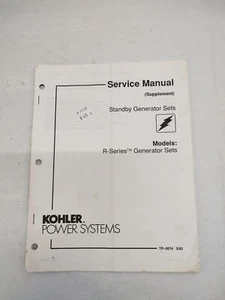 Service Manual
(Supplement)
Standby Generator Sets
Models:
R-Series™ Generator Sets
KOHLER®
POWER SYSTEMS